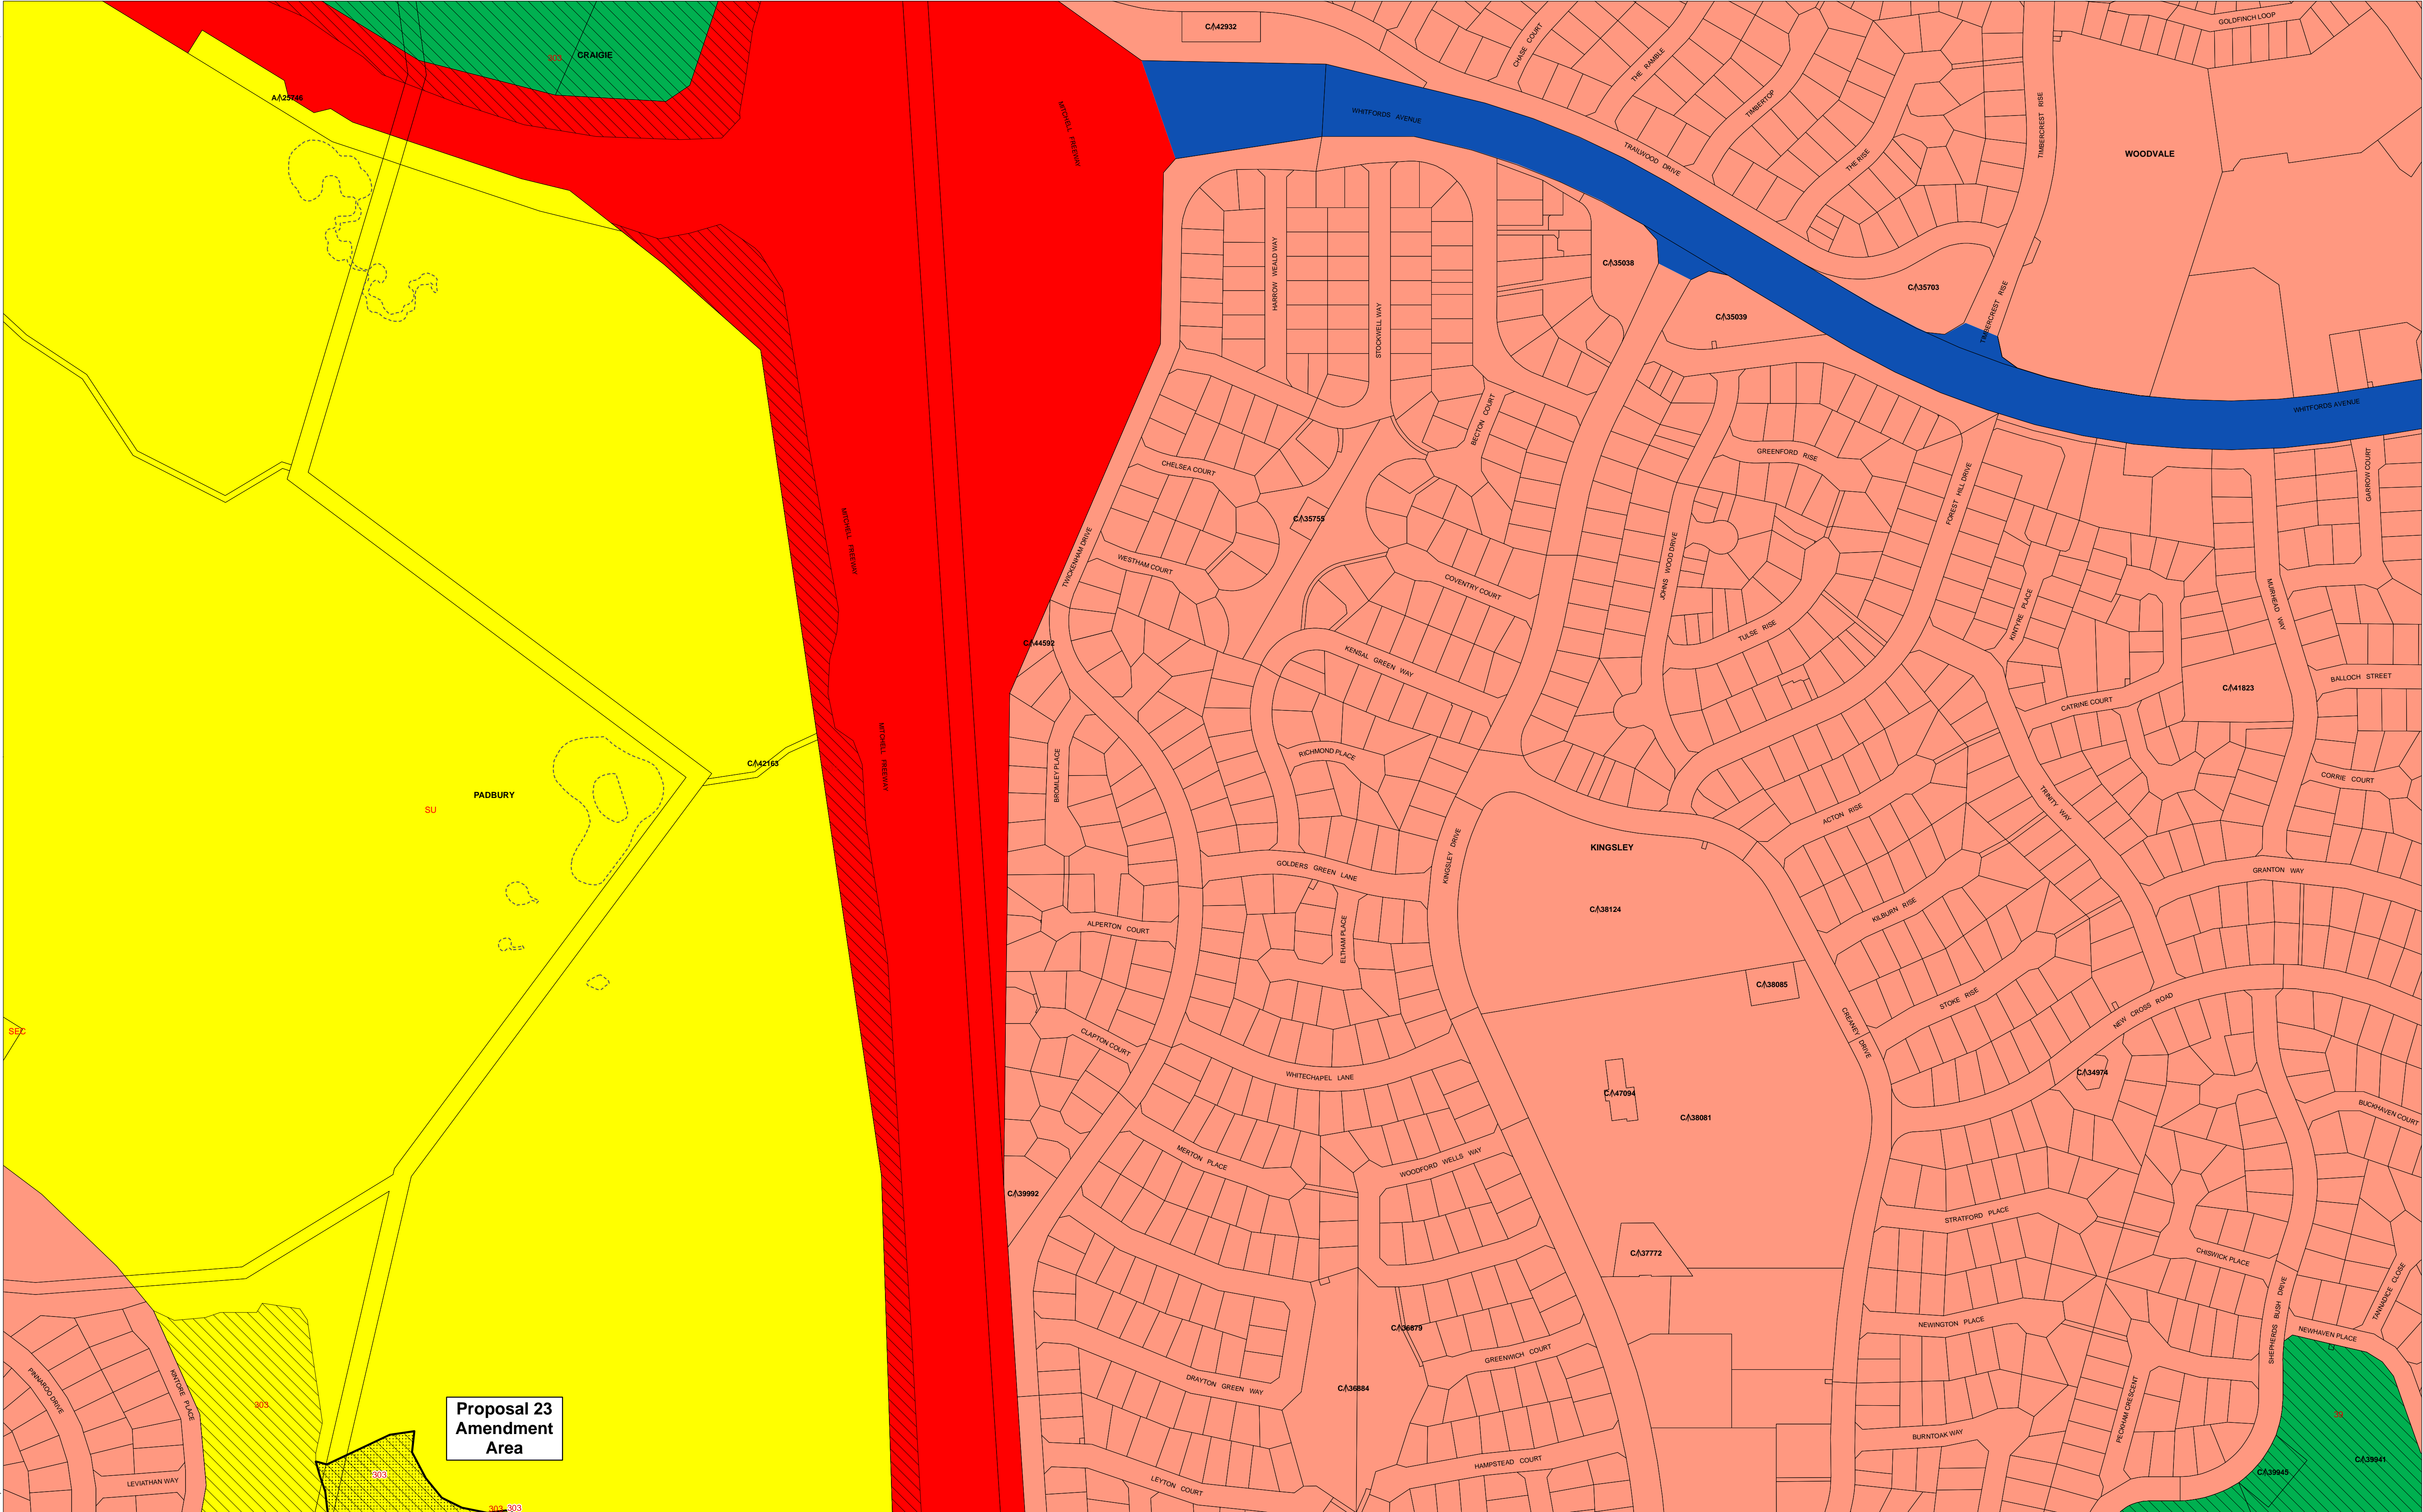 C/\42932
GOLDFINCH LOOP
CHASE COURT
CRAIGIE
303
THE RAMBLE
A/\25746
TIMBERTOP
MITCHELL FREEWAY
WHITFORDS AVENUE
TIMBERCREST RISE
TRAILWOOD DRIVE
THE RISE
WOODVALE
HARROW WEALD WAY
C/\35038
C/\35703
STOCKWELL WAY
C/\35039
TIMBERCREST RISE
WHITFORDS AVENUE
BECTON COURT
GREENFORD RISE
CHELSEA COURT
GARROW COURT
FOREST HILL DRIVE
C/\35755
MITCHELL FREEWAY
TWICKENHAM DRIVE
WESTHAM COURT
JOHNS WOOD DRIVE
COVENTRY COURT
KINTYRE PLACE
MUIRHEAD WAY
TULSE RISE
C/\44592
KENSAL GREEN WAY
BALLOCH STREET
C/\41823
CATRINE COURT
MITCHELL FREEWAY
RICHMOND PLACE
C/\42163
BROMLEY PLACE
CORRIE COURT
PADBURY
SU
TRINITY WAY
ACTON RISE
KINGSLEY DRIVE
KINGSLEY
GOLDERS GREEN LANE
GRANTON WAY
C/\38124
KILBURN RISE
ALPERTON COURT
ELTHAM PLACE
C/\38085
STOKE RISE
NEW CROSS ROAD
SEC
CREANEY DRIVE
CLAPTON COURT
WHITECHAPEL LANE
C/\34974
C/\47094
C/\38081
BUCKHAVEN COURT
MERTON PLACE
WOODFORD WELLS WAY
C/\39992
STRATFORD PLACE
C/\37772
CHISWICK PLACE
TANNADICE CLOSE
SHEPHERDS BUSH DRIVE
C/\36879
NEWINGTON PLACE
NEWHAVEN PLACE
GREENWICH COURT
PINNAROO DRIVE
KINTORE PLACE
DRAYTON GREEN WAY
C/\36884
303
Proposal 23
Amendment
Area
PECKHAM CRESCENT
39
BURNTOAK WAY
C/\39941
HAMPSTEAD COURT
303
C/\39945
LEVIATHAN WAY
LEYTON COURT
303 303